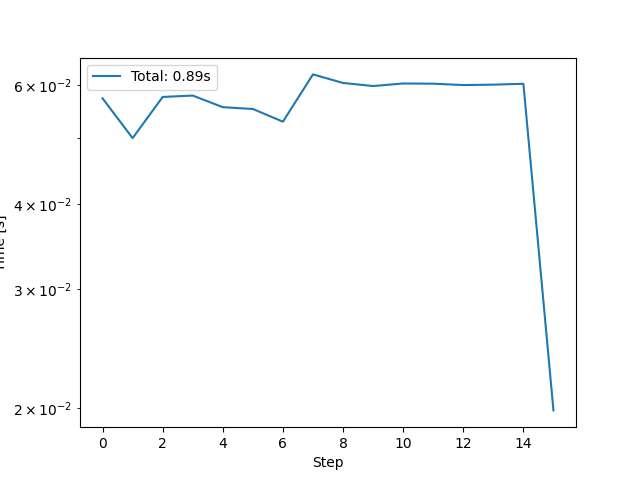 Total: 0.89s
6 × 10⁻²
4 × 10⁻²
3 × 10⁻²
2 × 10⁻²
[s]
0 2 4 6 8 10 12 14
Step